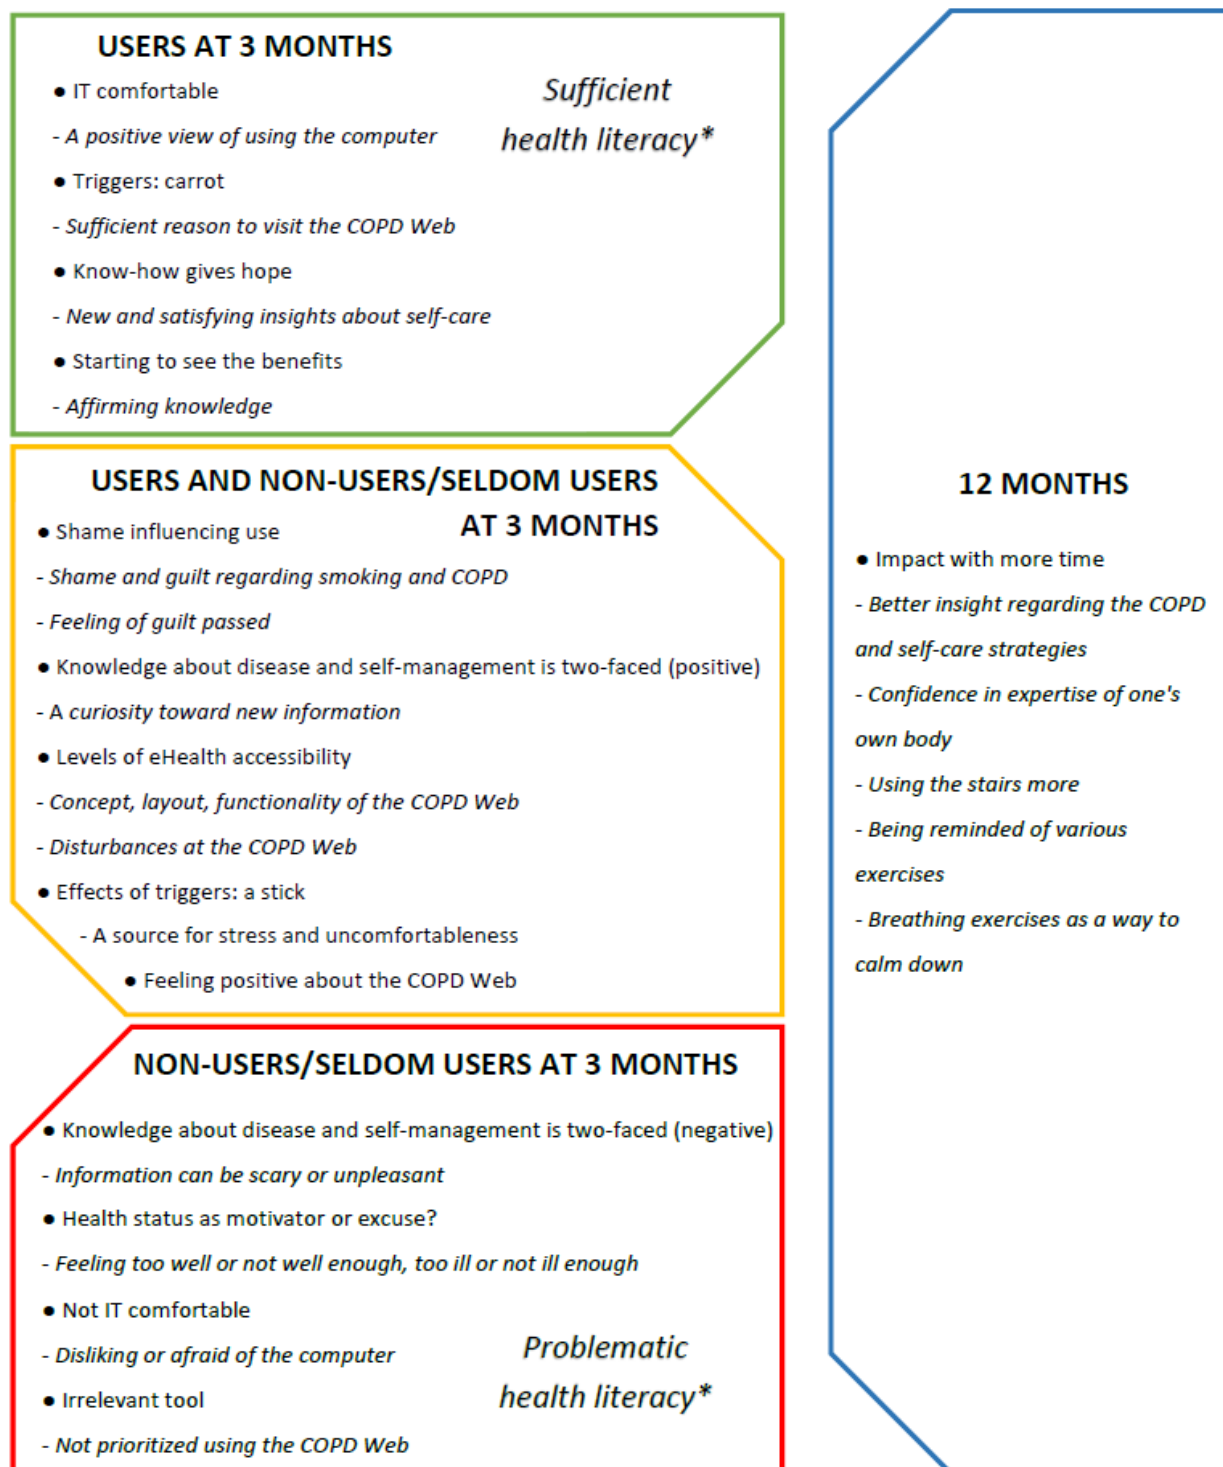 USERS AT 3 MONTHS
● IT comfortable
- A positive view of using the computer
● Triggers: carrot
- Sufficient reason to visit the COPD Web
● Know-how gives hope
- New and satisfying insights about self-care
● Starting to see the benefits
- Affirming knowledge
Sufficient
health literacy*
USERS AND NON-USERS/SELDOM USERS
AT 3 MONTHS
● Shame influencing use
- Shame and guilt regarding smoking and COPD
- Feeling of guilt passed
● Knowledge about disease and self-management is two-faced (positive)
- A curiosity toward new information
● Levels of eHealth accessibility
- Concept, layout, functionality of the COPD Web
- Disturbances at the COPD Web
● Effects of triggers: a stick
- A source for stress and uncomfortableness
● Feeling positive about the COPD Web
NON-USERS/SELDOM USERS AT 3 MONTHS
● Knowledge about disease and self-management is two-faced (negative)
- Information can be scary or unpleasant
● Health status as motivator or excuse?
- Feeling too well or not well enough, too ill or not ill enough
● Not IT comfortable
- Disliking or afraid of the computer
● Irrelevant tool
- Not prioritized using the COPD Web
Problematic
health literacy*
12 MONTHS
● Impact with more time
- Better insight regarding the COPD
and self-care strategies
- Confidence in expertise of one's
own body
- Using the stairs more
- Being reminded of various
exercises
- Breathing exercises as a way to
calm down